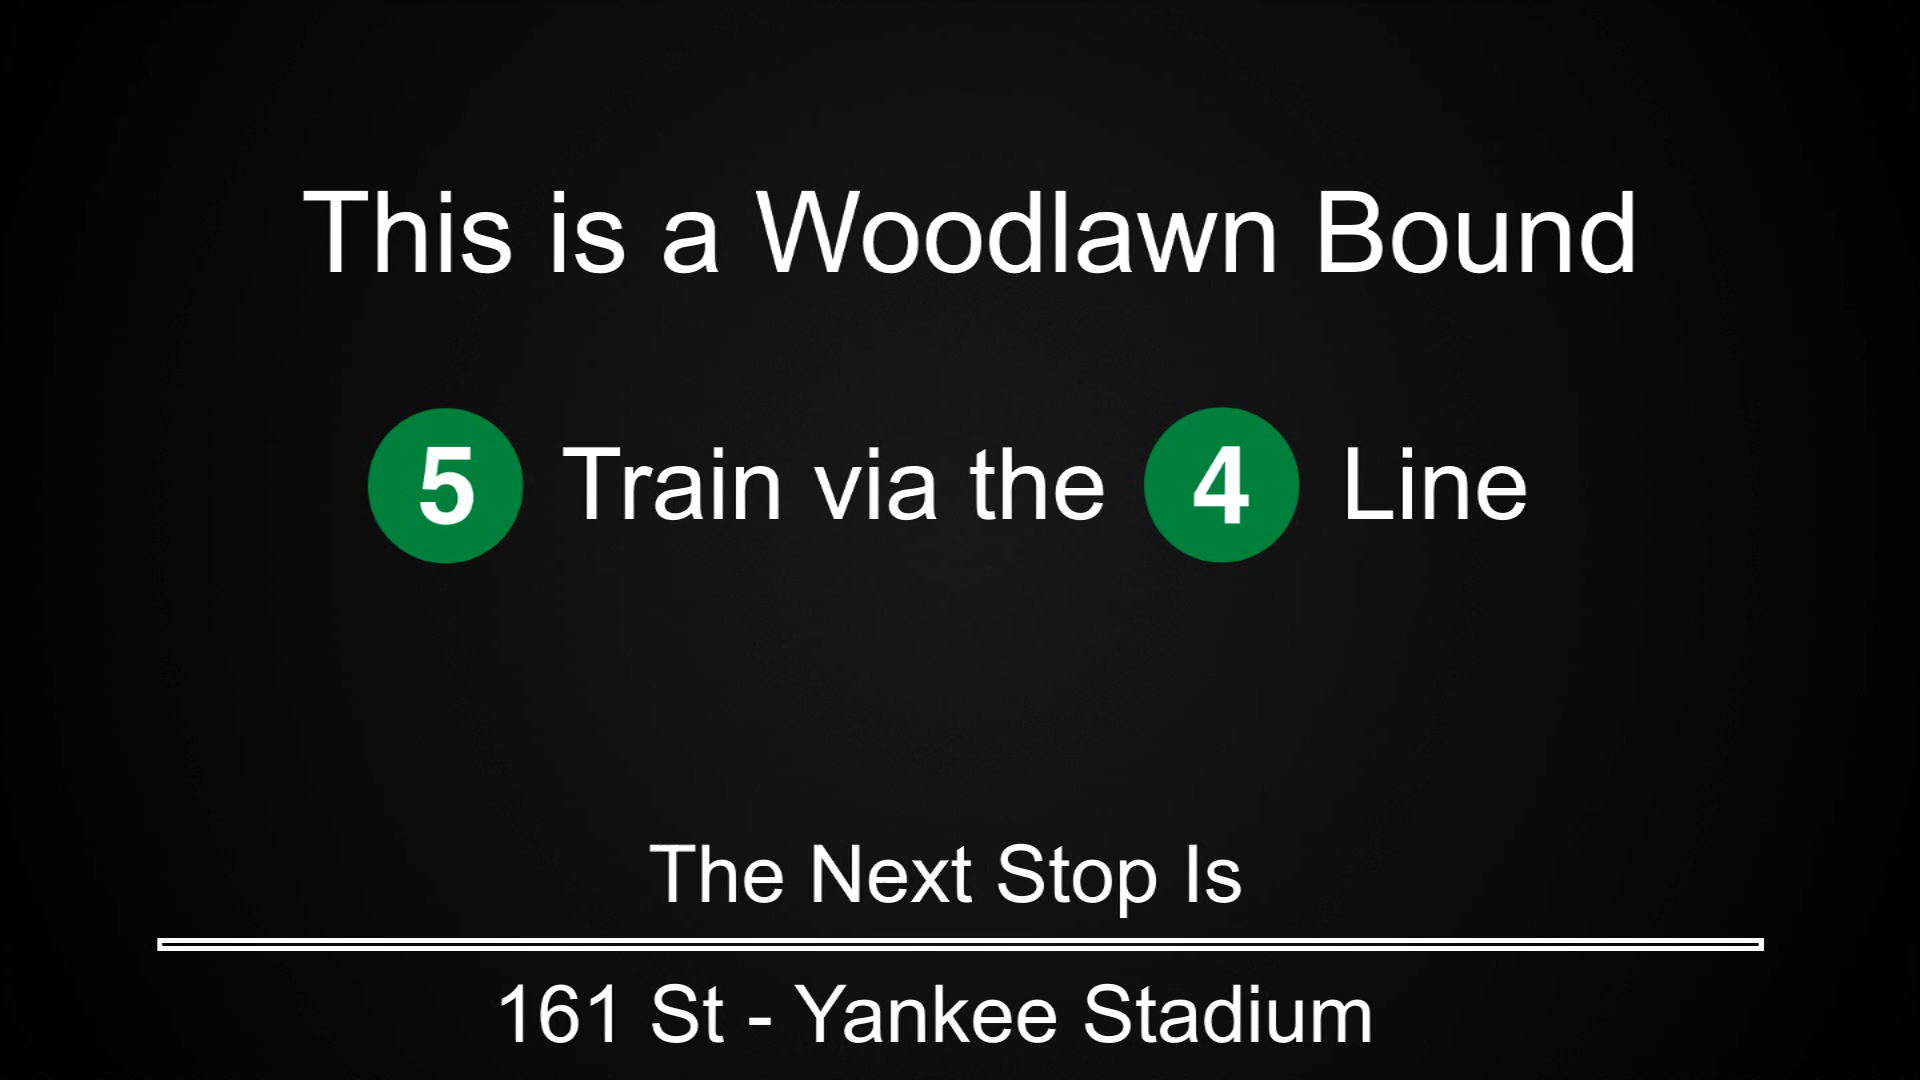 This is a Woodlawn Bound
5 Train via the 4 Line
The Next Stop Is
161 St - Yankee Stadium